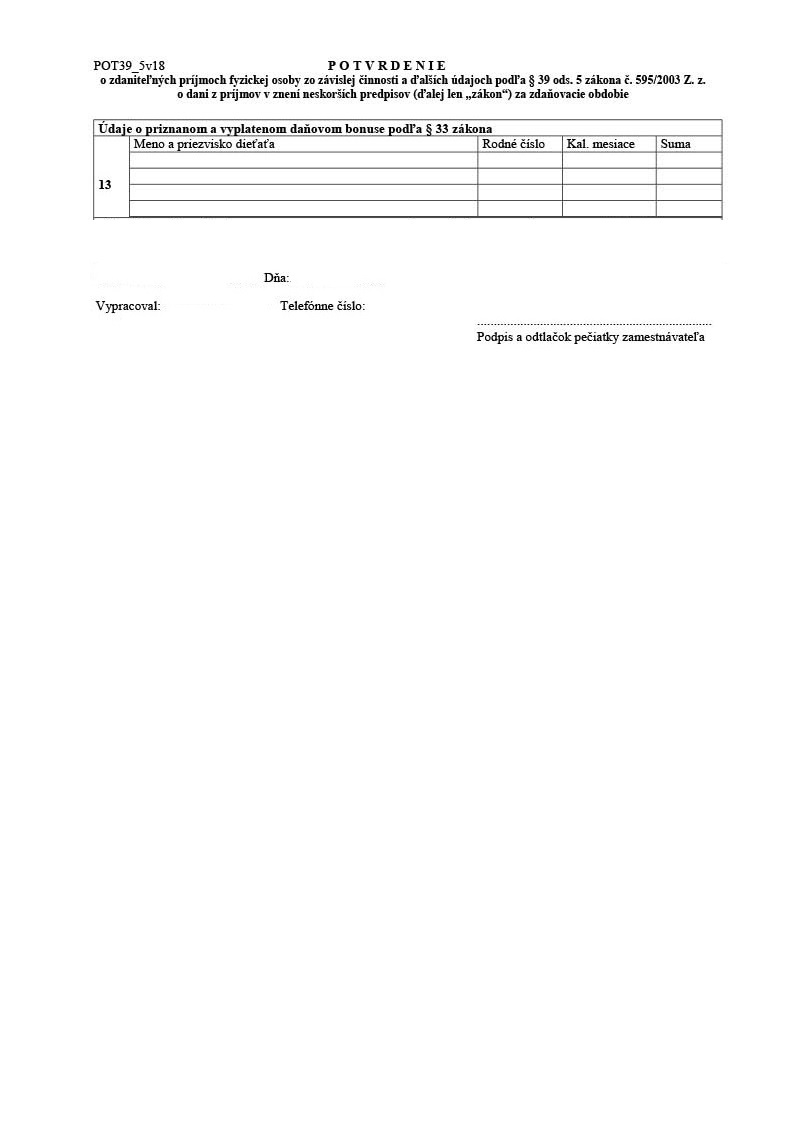 POT39_5v18 P O T V R D E N I E
o zdaniteľných príjmoch fyzickej osoby zo závislej činnosti a ďalších údajoch podľa § 39 ods. 5 zákona č. 595/2003 Z. z.
o dani z príjmov v znení neskorších predpisov (ďalej len „zákon“) za zdaňovacie obdobie
Údaje o priznanom a vyplatenom daňovom bonuse podľa § 33 zákona
Meno a priezvisko dieťaťa Rodné číslo Kal. mesiace Suma
13
Dňa:
Vypracoval: Telefónne číslo:
Podpis a odtlačok pečiatky zamestnávateľa